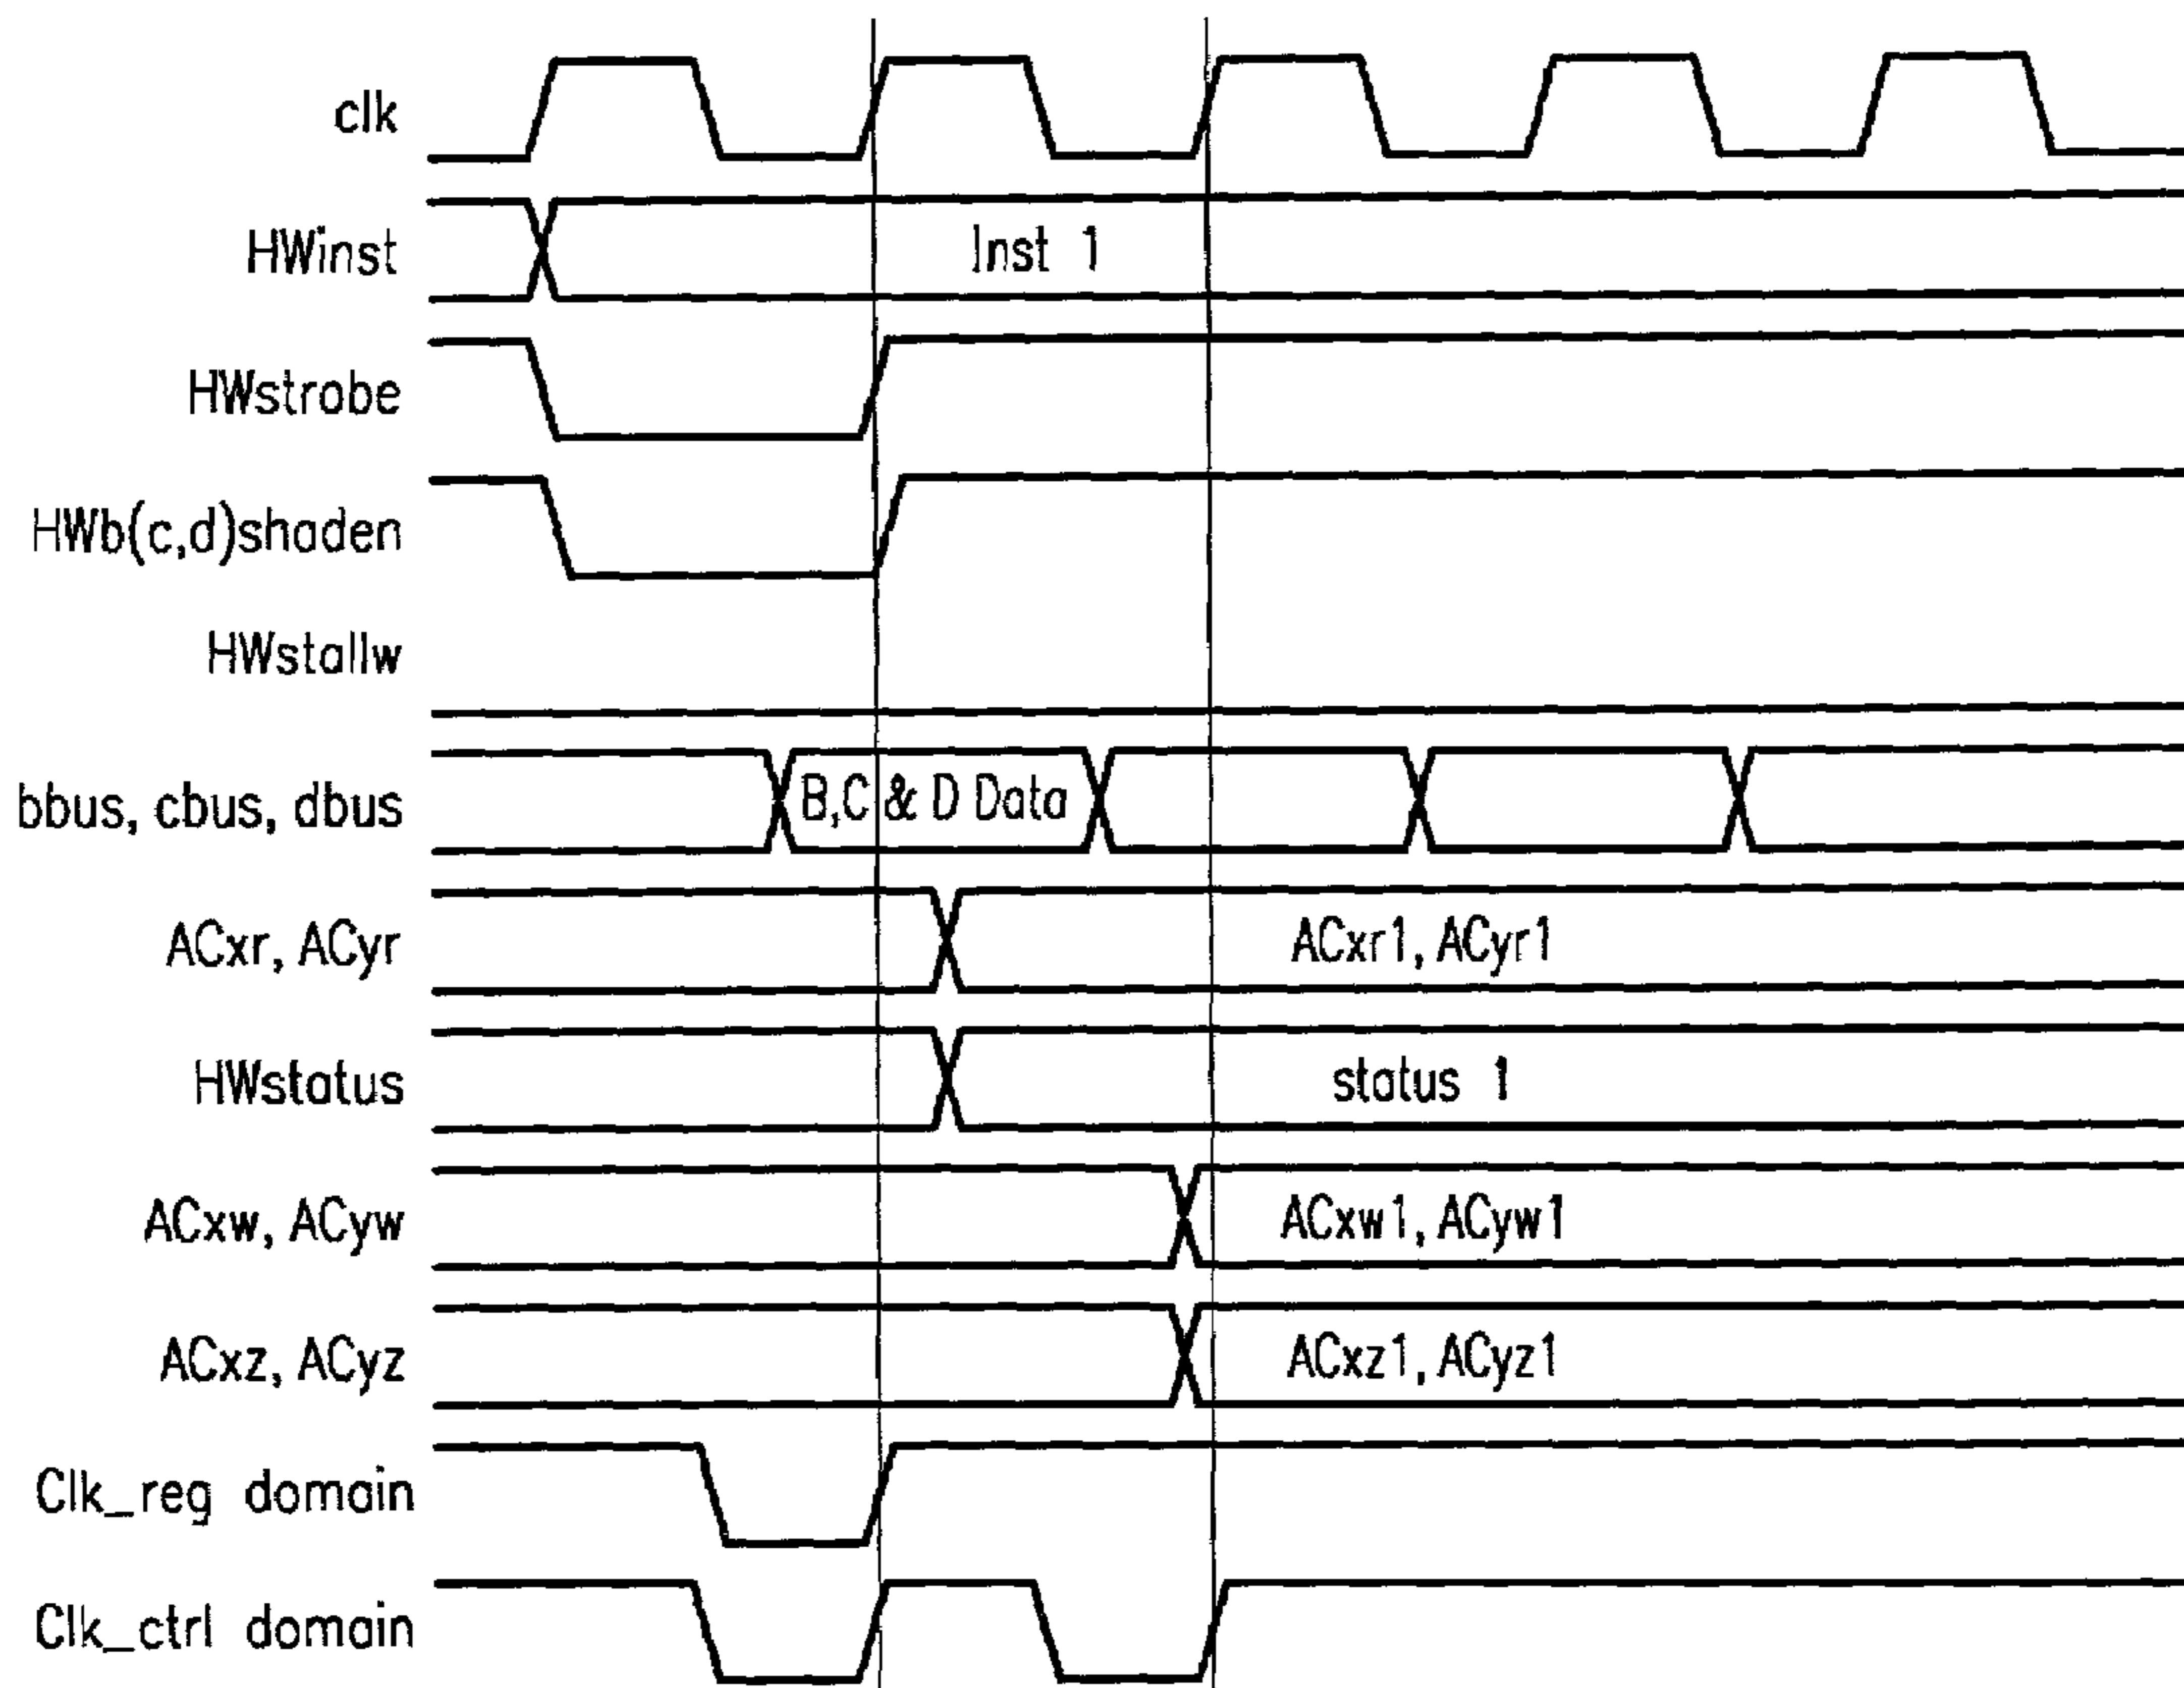 clk
HWinst
Inst 1
HWstrobe
HWb(c,d)shaden
HWstallw
bbus, cbus, dbus
B,C & D Data
ACxr, ACyr
ACxr1, ACyr1
HWstatus
status 1
ACxw, ACyw
ACxw1, ACyw1
ACxz, ACyz
ACxz1, ACyz1
Clk_reg domain
Clk_ctrl domain